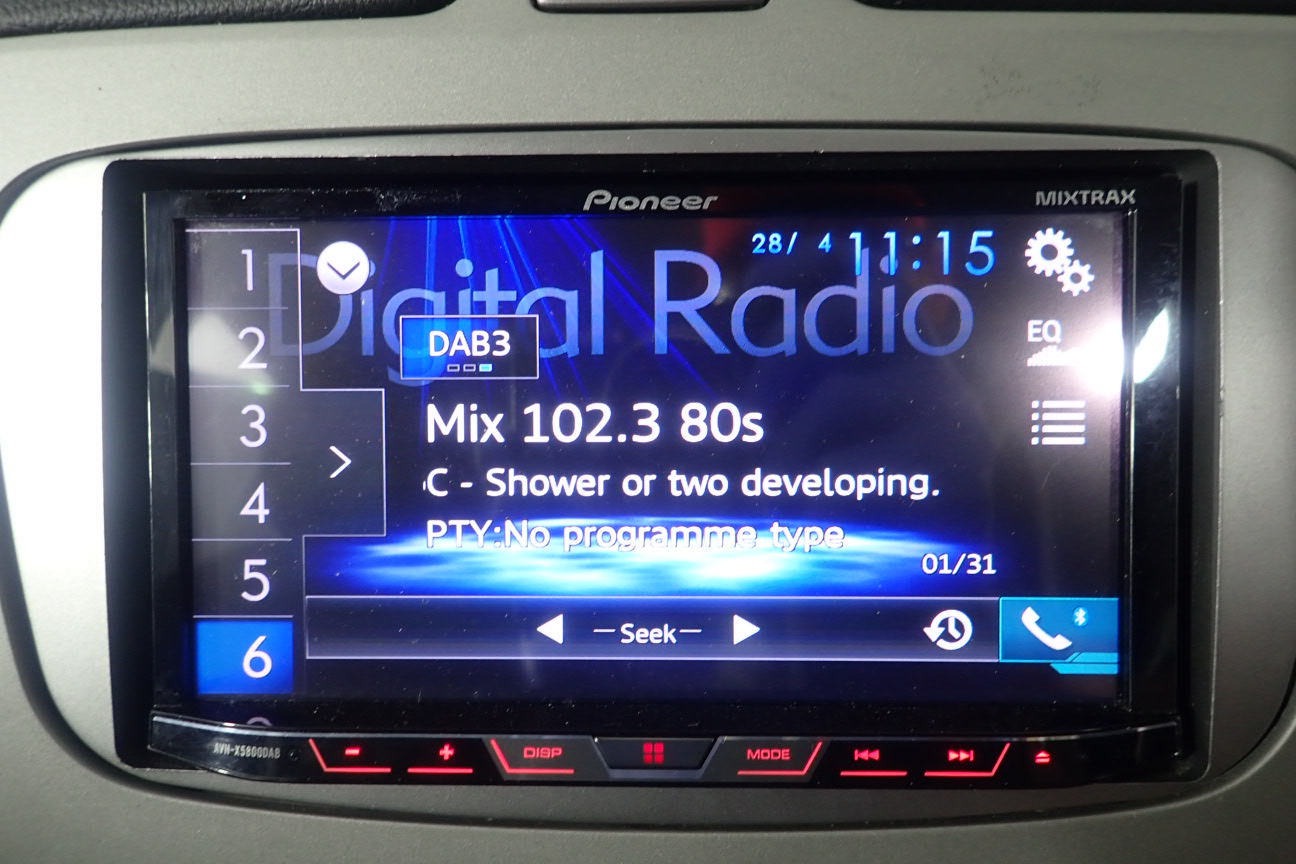 Pioneer
MIXTRAX
Digital Radio
28/ 4 11:15
1
2
3
4
5
6
DAB3
EQ
Mix 102.3 80s
C - Shower or two developing.
PTY:No programme type
01/31
Seek
AVH-X5800DAB
DISP
MODE